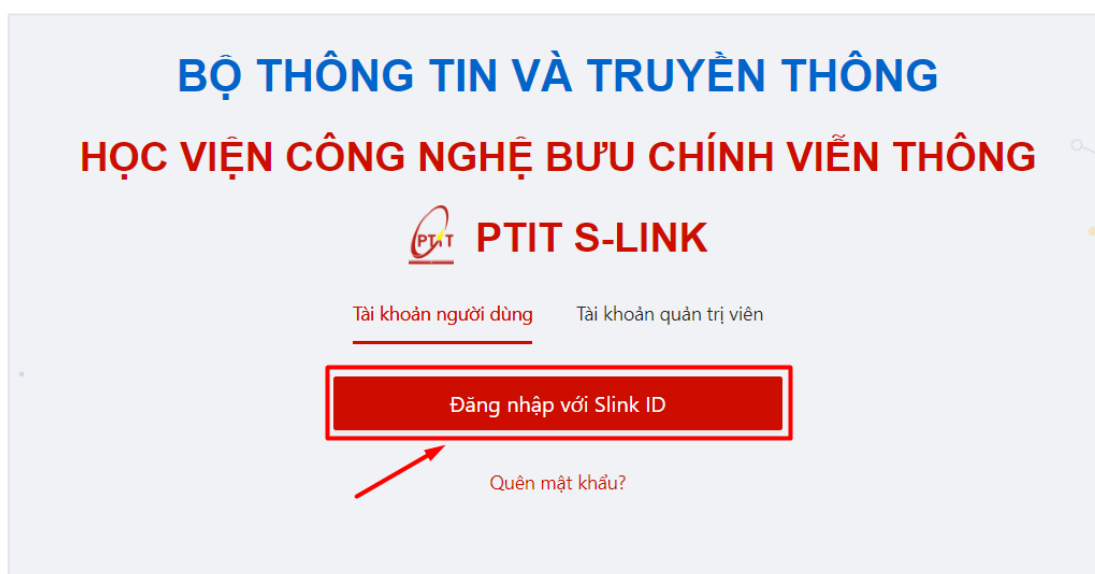 BỘ THÔNG TIN VÀ TRUYỀN THÔNG
HỌC VIỆN CÔNG NGHỆ BƯU CHÍNH VIỄN THÔNG
PTIT PTIT S-LINK
Tài khoản người dùng Tài khoản quản trị viên
Đăng nhập với Slink ID
Quên mật khẩu?